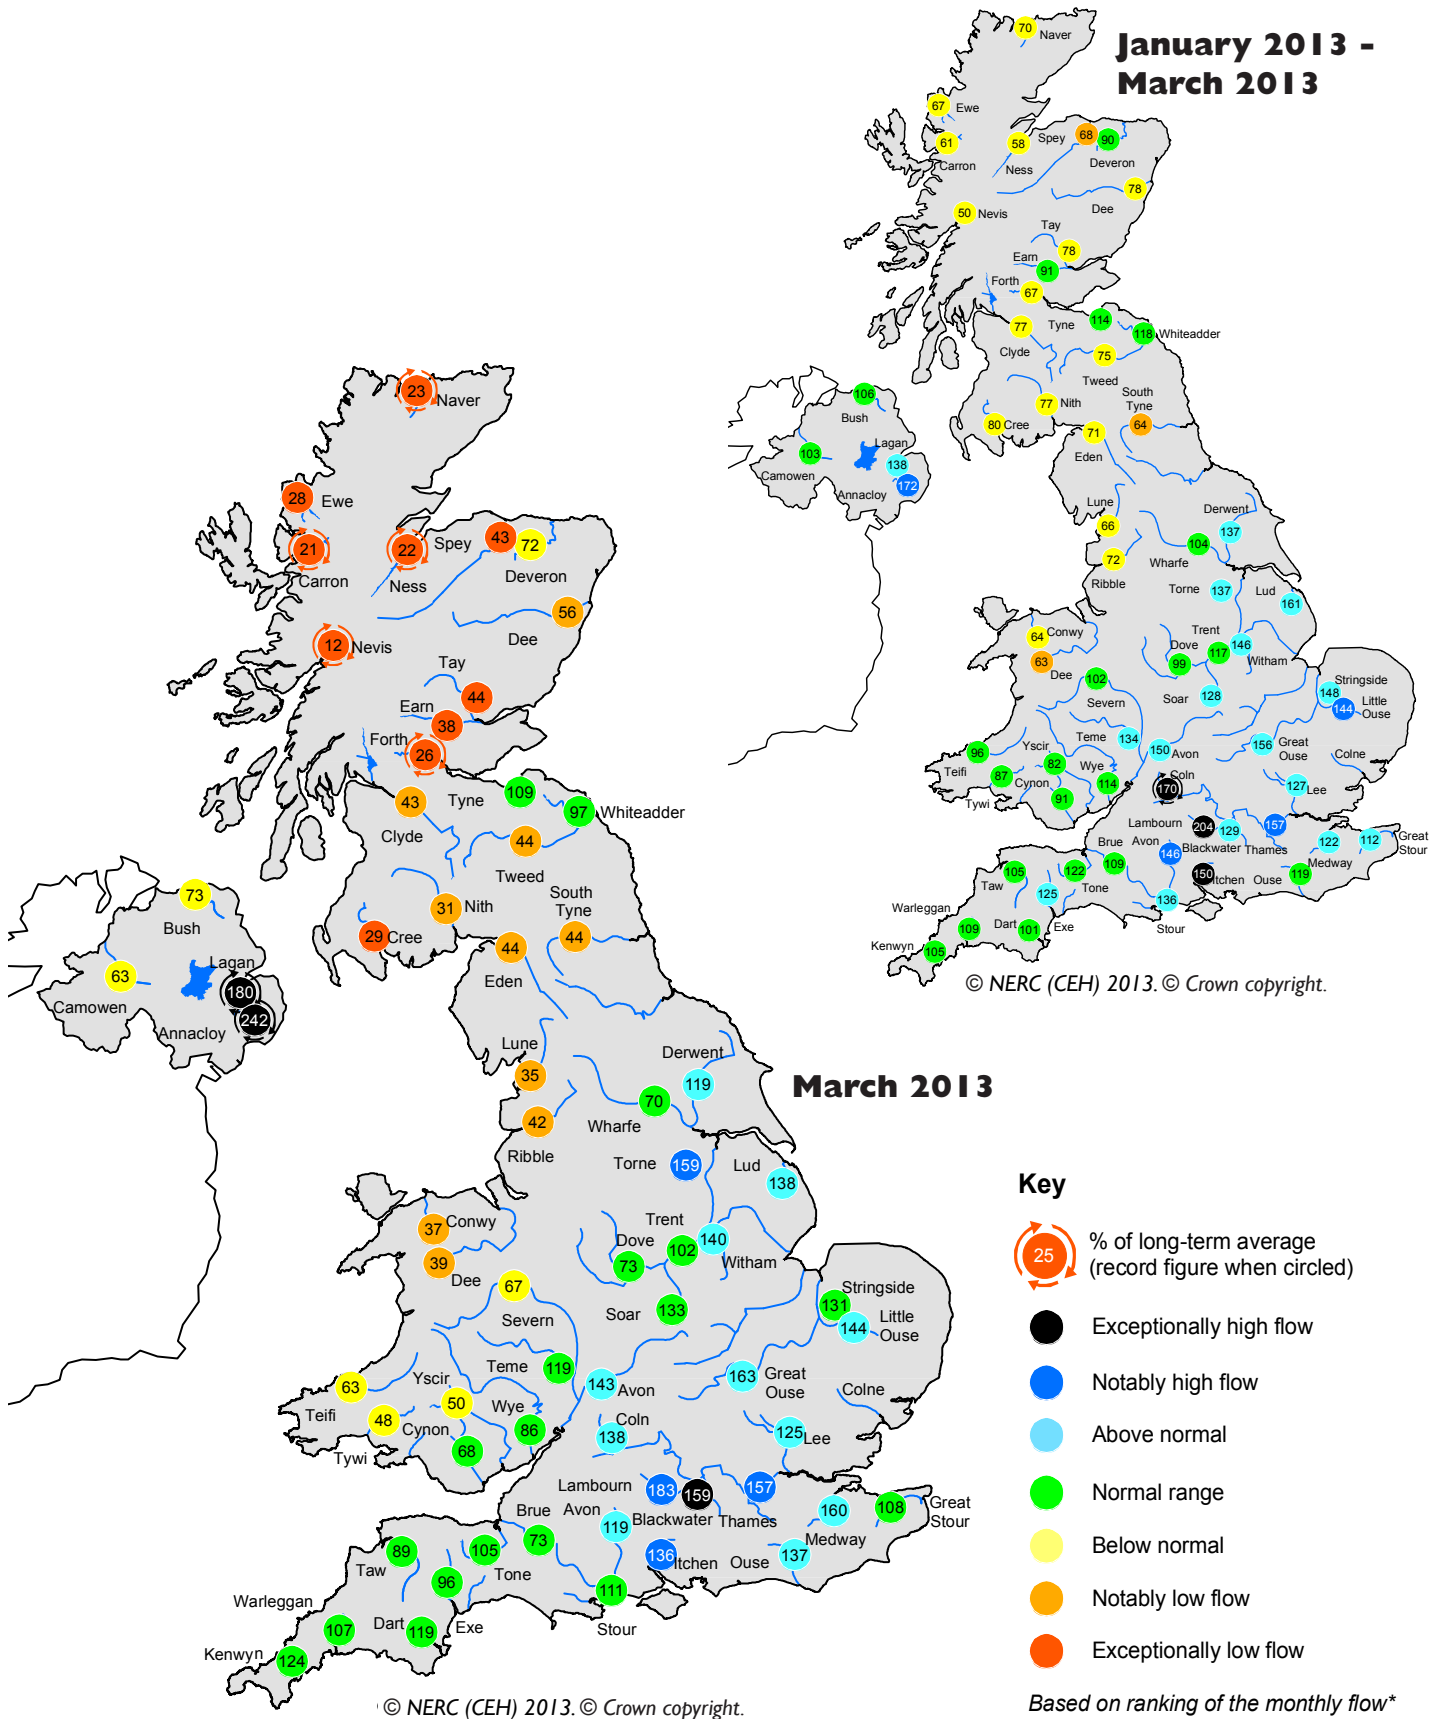 January 2013 -
March 2013
70
Naver
67
Ewe
61
Carron
58
Ness
Spey
68
90
Deveron
78
Dee
50
Nevis
Tay
78
Earn
91
Forth
67
77
Clyde
Tyne
114
118
Whiteadder
75
Tweed
77
Nith
80
Cree
South
Tyne
64
71
Eden
106
Bush
103
Camowen
Lagan
138
172
Annacloy
Lune
66
72
Ribble
Derwent
137
104
Wharfe
Torne
137
Lud
161
64
Conwy
63
Dee
Trent
Dove
117
146
99
Witham
102
Severn
Soar
128
Stringside
148
144
Little
Ouse
Teme
134
150
Avon
156
Great
Ouse
Colne
96
Teifi
87
Tywi
Yscir
82
Cynon
91
Wye
114
Coln
170
127
Lee
Lambourn
204
129
Blackwater
157
Thames
122
Medway
112
Great
Stour
Brue
109
Avon
146
150
Itchen
Ouse
119
105
Taw
122
Tone
125
Exe
136
Stour
Warleggan
109
Dart
101
Kenwyn
105
© NERC (CEH) 2013. © Crown copyright.
23
Naver
28
Ewe
21
Carron
22
Ness
Spey
43
72
Deveron
56
Dee
12
Nevis
Tay
44
Earn
38
Forth
26
43
Clyde
Tyne
109
97
Whiteadder
44
Tweed
31
Nith
29
Cree
South
Tyne
44
44
Eden
73
Bush
63
Camowen
Lagan
180
242
Annacloy
Lune
35
42
Ribble
Derwent
119
70
Wharfe
March 2013
Torne
159
Lud
138
37
Conwy
39
Dee
Trent
Dove
102
140
73
Witham
67
Severn
Soar
133
Stringside
131
144
Little
Ouse
Teme
119
143
Avon
163
Great
Ouse
Colne
63
Teifi
48
Tywi
Yscir
50
Cynon
68
Wye
86
Coln
138
125
Lee
Lambourn
183
159
Blackwater
157
Thames
160
Medway
108
Great
Stour
Brue
73
Avon
119
136
Itchen
Ouse
137
89
Taw
105
Tone
96
Exe
111
Stour
Warleggan
107
Dart
119
Kenwyn
124
© NERC (CEH) 2013. © Crown copyright.
Key
25
% of long-term average
(record figure when circled)
Exceptionally high flow
Notably high flow
Above normal
Normal range
Below normal
Notably low flow
Exceptionally low flow
Based on ranking of the monthly flow*